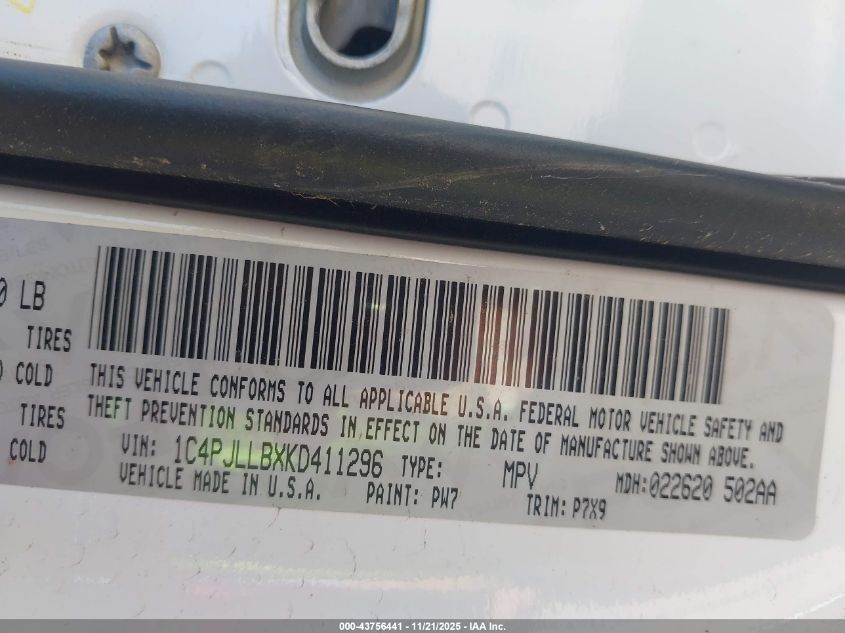 0 LB
TIRES
COLD
TIRES
COLD
THIS VEHICLE CONFORMS TO ALL APPLICABLE U.S.A. FEDERAL MOTOR VEHICLE SAFETY AND
THEFT PREVENTION STANDARDS IN EFFECT ON THE DATE OF MANUFACTURE SHOWN ABOVE.
VIN: 1C4PJLLBXKD411296 TYPE: MPV MDH:022620 502AA
VEHICLE MADE IN U.S.A. PAINT: PW7 TRIM: P7X9
000-43756441 - 11/21/2025 - IAA Inc.